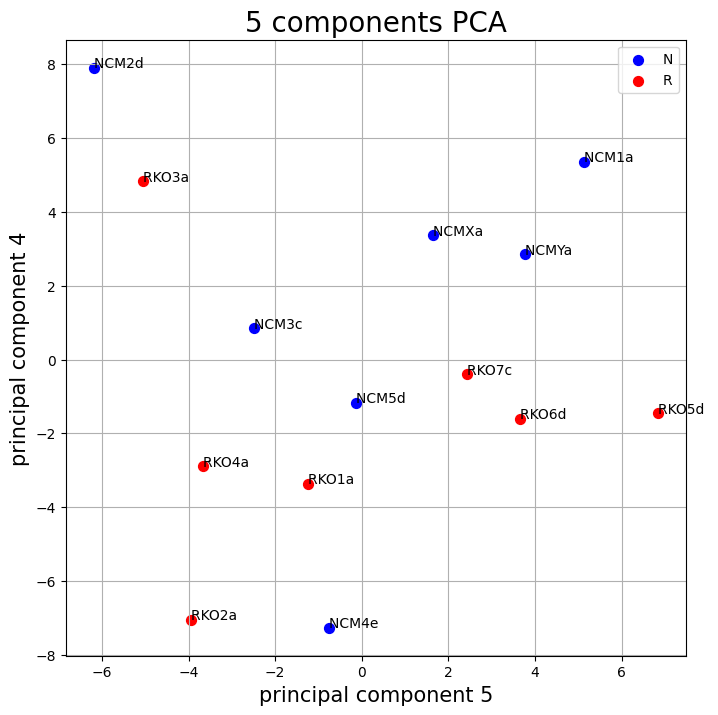 5 components PCA
N
R
NCM2d
NCM1a
RKO3a
NCMXa
NCMYa
NCM3c
RKO7c
NCM5d
RKO5d
RKO6d
RKO4a
RKO1a
RKO2a
NCM4e
8
6
4
2
0
−2
−4
−6
−8
−6
−4
−2
0
2
4
6
principal component 4
principal component 5